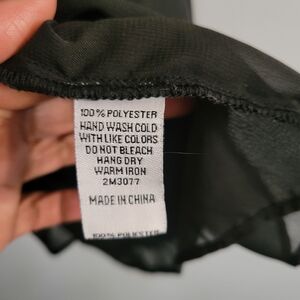 100% POLYESTER
HAND WASH COLD
WITH LIKE COLORS
DO NOT BLEACH
HANG DRY
WARM IRON
2M3077
MADE IN CHINA
100% POLYESTER